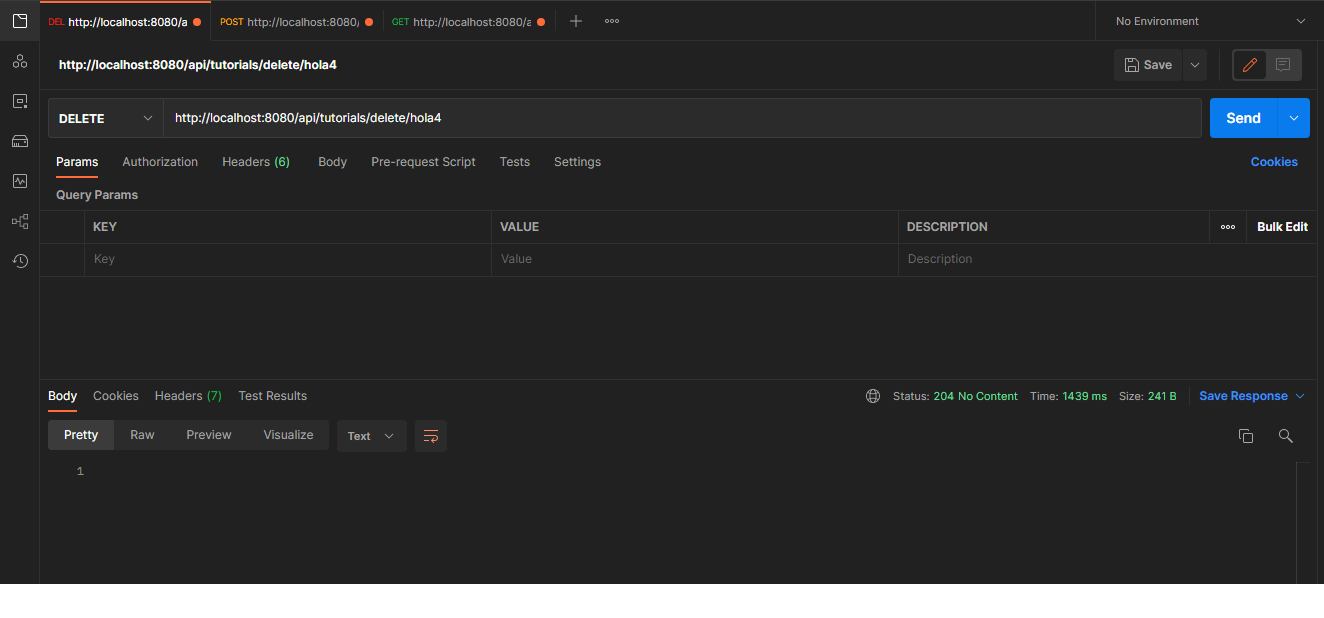 DEL http://localhost:8080/a POST http://localhost:8080/ GET http://localhost:8080/a No Environment
http://localhost:8080/api/tutorials/delete/hola4 Save
DELETE http://localhost:8080/api/tutorials/delete/hola4 Send
Params Authorization Headers (6) Body Pre-request Script Tests Settings Cookies
Query Params
KEY VALUE DESCRIPTION Bulk Edit
Key Value Description
Body Cookies Headers (7) Test Results Status: 204 No Content Time: 1439 ms Size: 241 B Save Response
Pretty Raw Preview Visualize Text
1